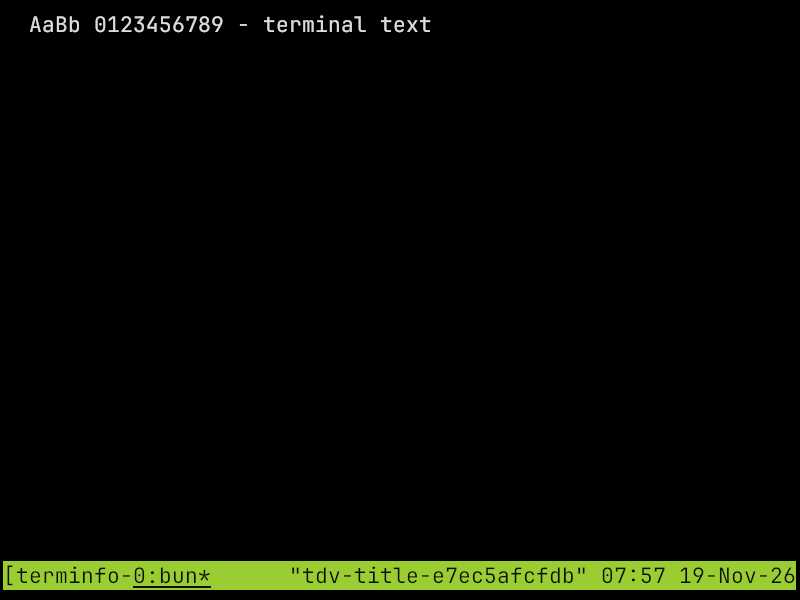 AaBb 0123456789 - terminal text
[terminfo-0:bun* "tdv-title-e7ec5afcfdb" 07:57 19-Nov-26